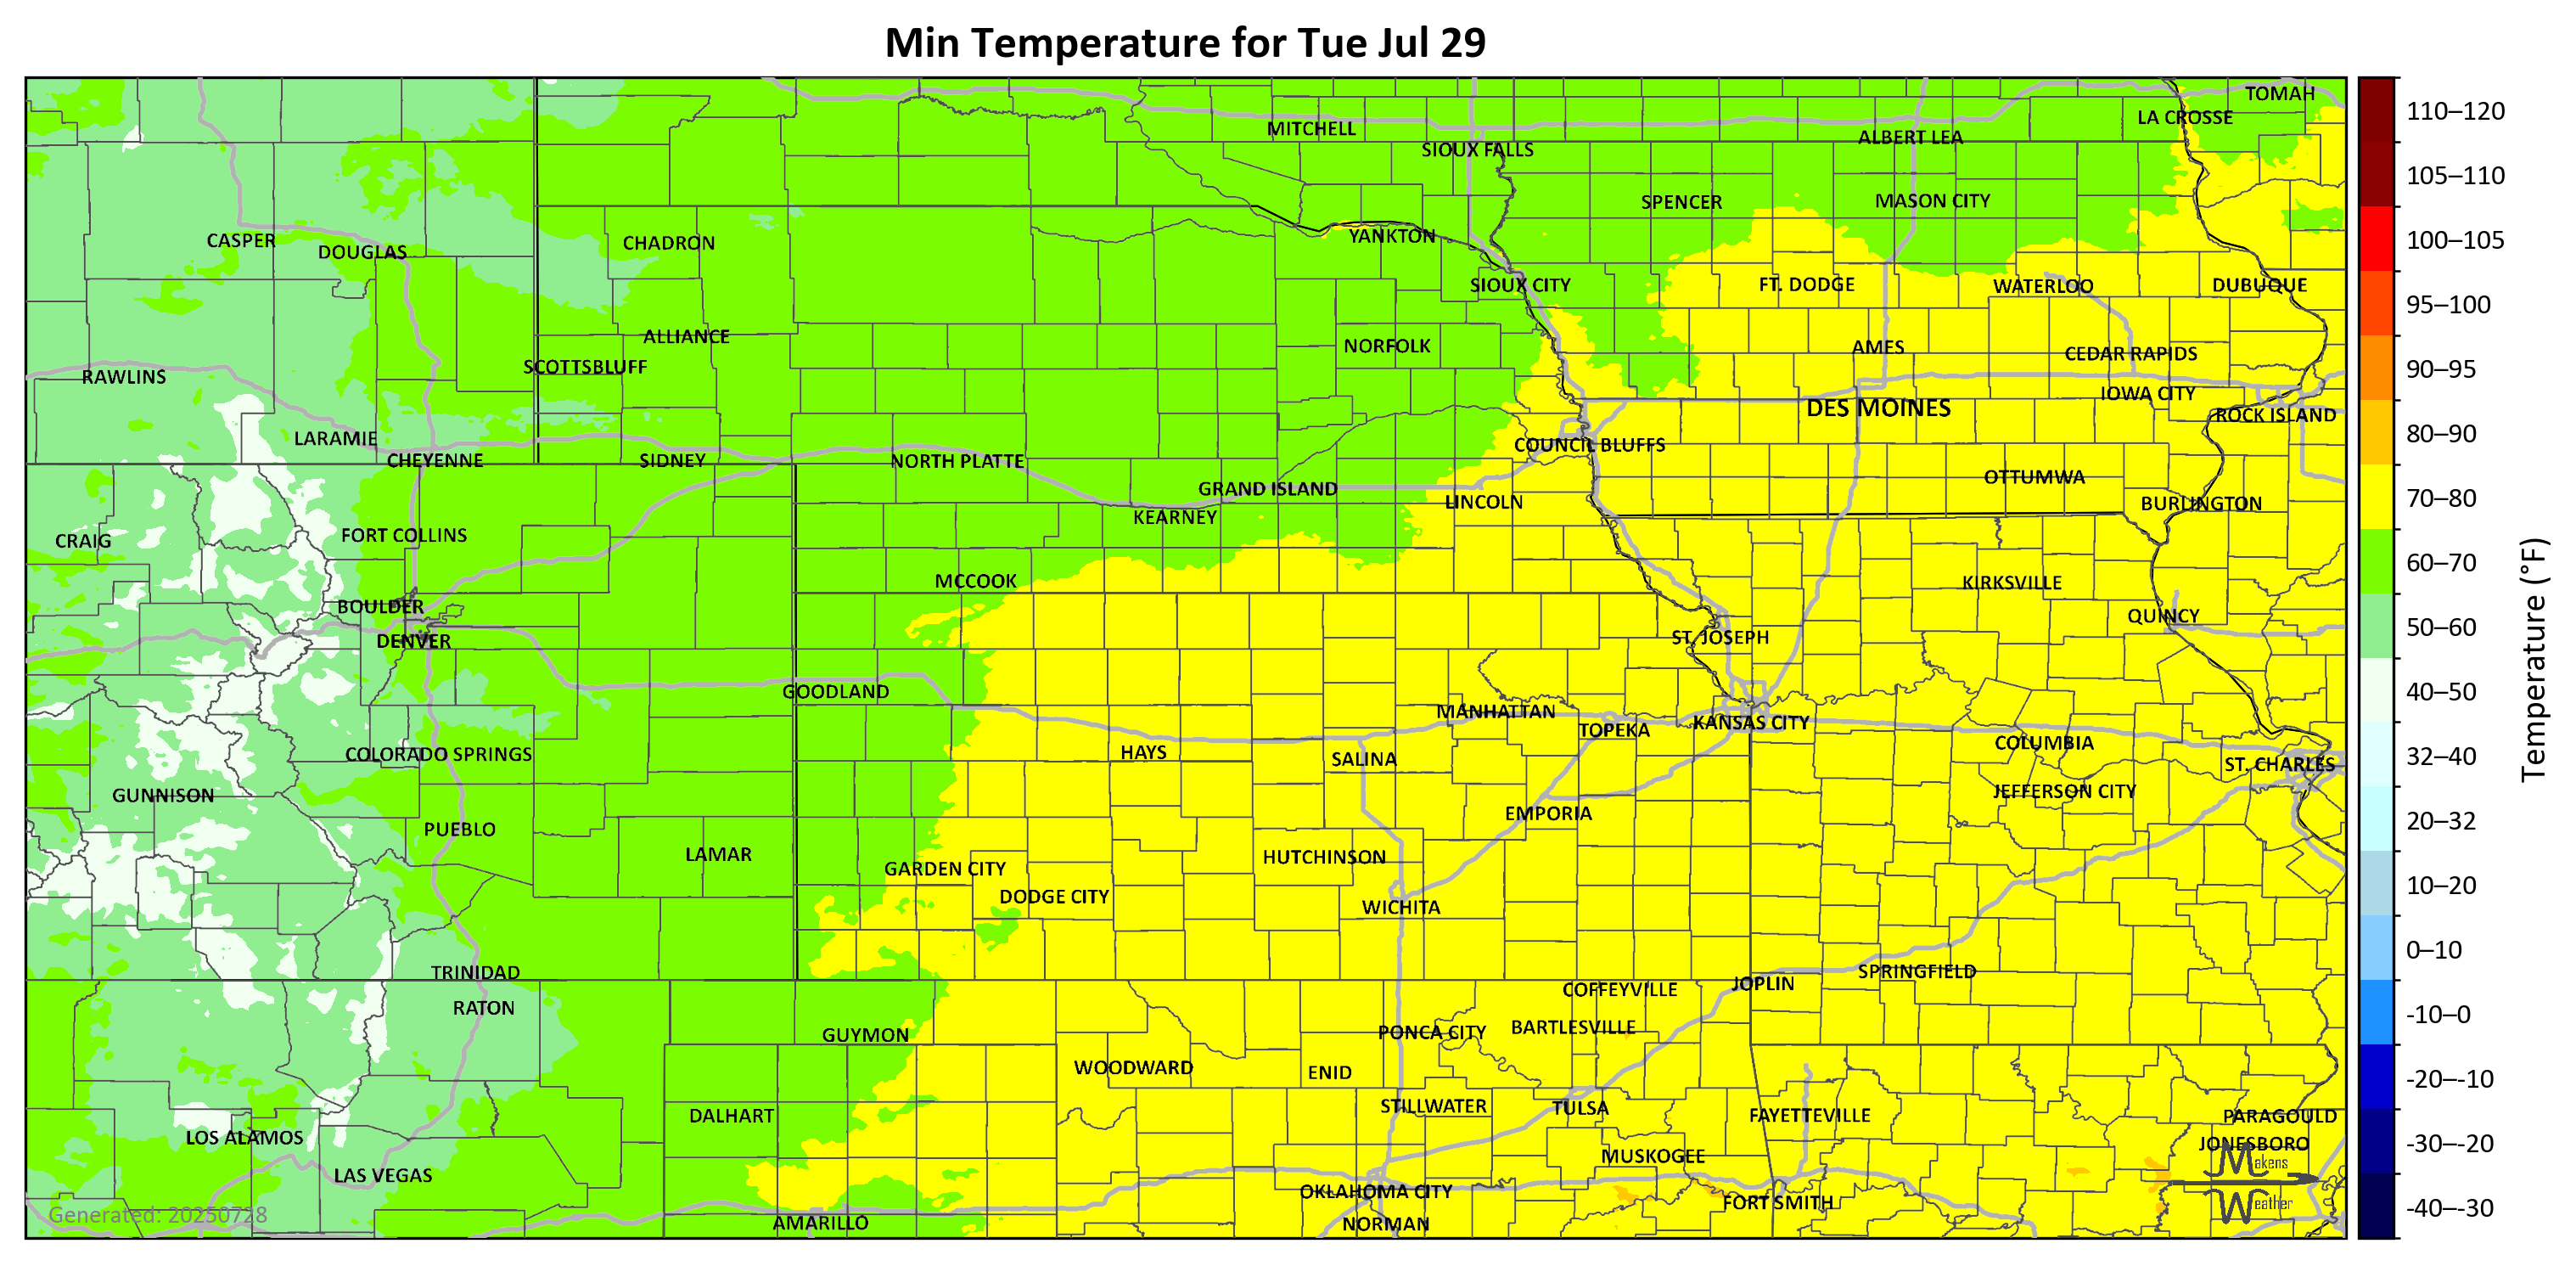 Min Temperature for Tue Jul 29
TOMAH
LA CROSSE
MITCHELL
ALBERT LEA
SIOUX FALLS
SPENCER
MASON CITY
YANKTON
CASPER
CHADRON
DOUGLAS
SIOUX CITY
FT. DODGE
WATERLOO
DUBUQUE
ALLIANCE
NORFOLK
AMES
CEDAR RAPIDS
SCOTTSBLUFF
RAWLINS
IOWA CITY
DES MOINES
ROCK ISLAND
LARAMIE
COUNCIL BLUFFS
CHEYENNE
SIDNEY
NORTH PLATTE
OTTUMWA
GRAND ISLAND
LINCOLN
BURLINGTON
KEARNEY
FORT COLLINS
CRAIG
MCCOOK
KIRKSVILLE
BOULDER
QUINCY
DENVER
ST. JOSEPH
GOODLAND
MANHATTAN
KANSAS CITY
TOPEKA
COLUMBIA
HAYS
COLORADO SPRINGS
SALINA
ST. CHARLES
GUNNISON
JEFFERSON CITY
EMPORIA
PUEBLO
LAMAR
HUTCHINSON
GARDEN CITY
DODGE CITY
WICHITA
TRINIDAD
SPRINGFIELD
JOPLIN
COFFEYVILLE
RATON
BARTLESVILLE
PONCA CITY
GUYMON
WOODWARD
ENID
STILLWATER
TULSA
DALHART
FAYETTEVILLE
PARAGOULD
LOS ALAMOS
JONESBORO
MUSKOGEE
LAS VEGAS
OKLAHOMA CITY
FORT SMITH
AMARILLO
NORMAN
Generated: 20250728
Makens
Weather
110–120
105–110
100–105
95–100
90–95
80–90
70–80
60–70
50–60
40–50
32–40
20–32
10–20
0–10
-10–0
-20–-10
-30–-20
-40–-30
Temperature (°F)